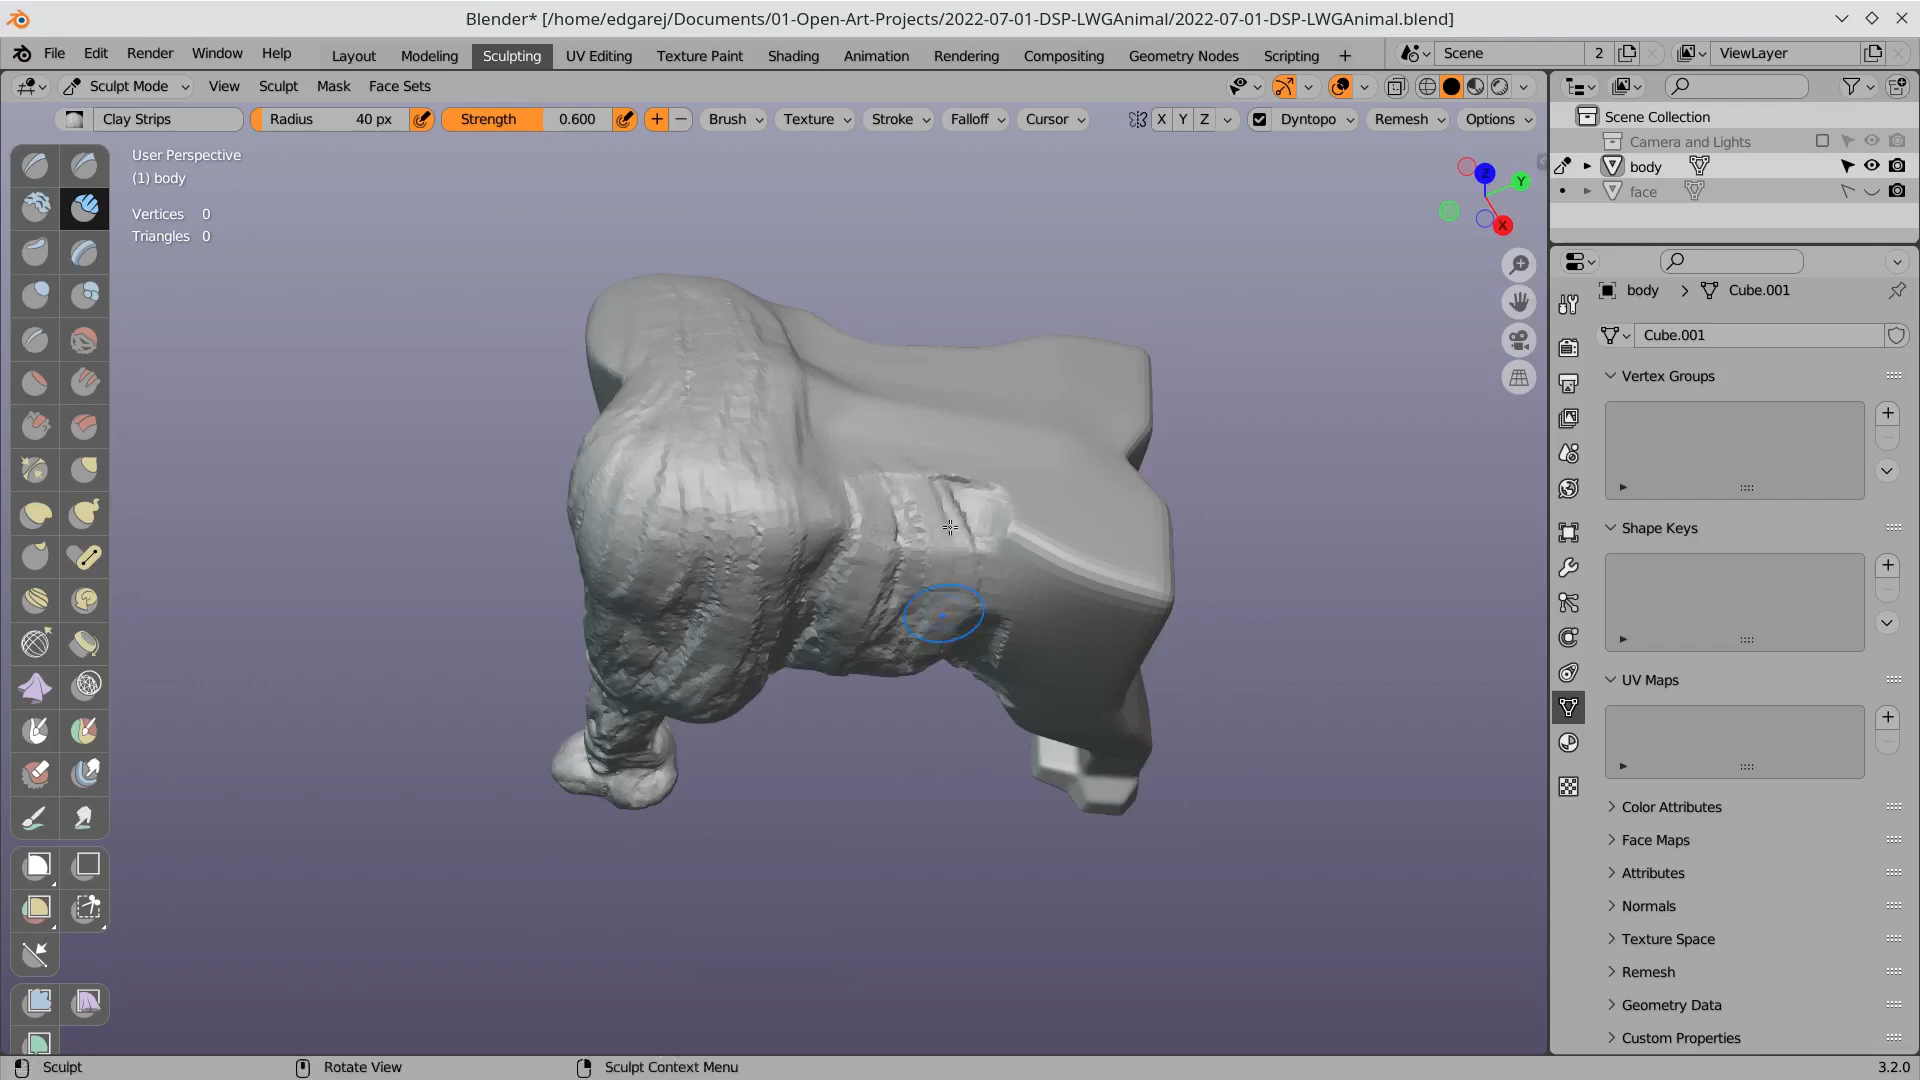 Blender* [/home/edgarej/Documents/01-Open-Art-Projects/2022-07-01-DSP-LWGAnimal/2022-07-01-DSP-LWGAnimal.blend]
File Edit Render Window Help Layout Modeling Sculpting UV Editing Texture Paint Shading Animation Rendering Compositing Geometry Nodes Scripting + Scene 2 ViewLayer
Sculpt Mode View Sculpt Mask Face Sets
Clay Strips Radius 40 px Strength 0.600 + − Brush Texture Stroke Falloff Cursor X Y Z Dyntopo Remesh Options
User Perspective
(1) body
Vertices 0
Triangles 0
Z
Y
X
Scene Collection
Camera and Lights
body
face
body > Cube.001
Cube.001
Vertex Groups
Shape Keys
UV Maps
Color Attributes
Face Maps
Attributes
Normals
Texture Space
Remesh
Geometry Data
Custom Properties
Sculpt Rotate View Sculpt Context Menu 3.2.0